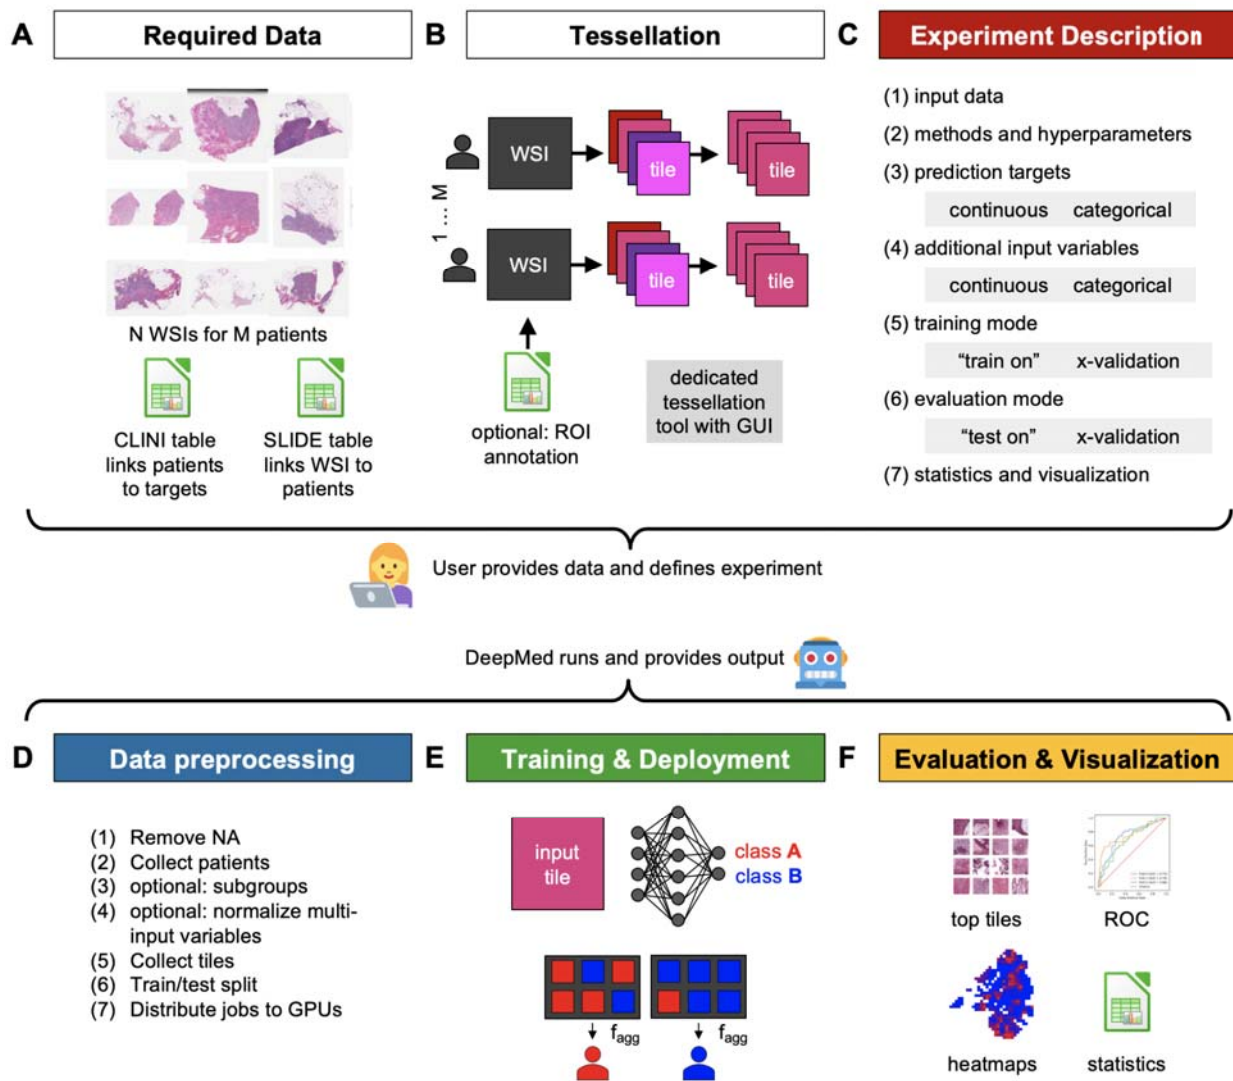 A
Required Data
N WSIs for M patients
CLINI table
links patients
to targets
SLIDE table
links WSI to
patients
B
Tessellation
1 ... M
WSI
tile
tile
WSI
tile
tile
optional: ROI
annotation
dedicated
tessellation
tool with GUI
C
Experiment Description
(1) input data
(2) methods and hyperparameters
(3) prediction targets
continuous categorical
(4) additional input variables
continuous categorical
(5) training mode
“train on” x-validation
(6) evaluation mode
“test on” x-validation
(7) statistics and visualization
User provides data and defines experiment
DeepMed runs and provides output
D
Data preprocessing
(1) Remove NA
(2) Collect patients
(3) optional: subgroups
(4) optional: normalize multi-
input variables
(5) Collect tiles
(6) Train/test split
(7) Distribute jobs to GPUs
E
Training & Deployment
input
tile
class A
class B
fagg
fagg
F
Evaluation & Visualization
top tiles
ROC
heatmaps
statistics